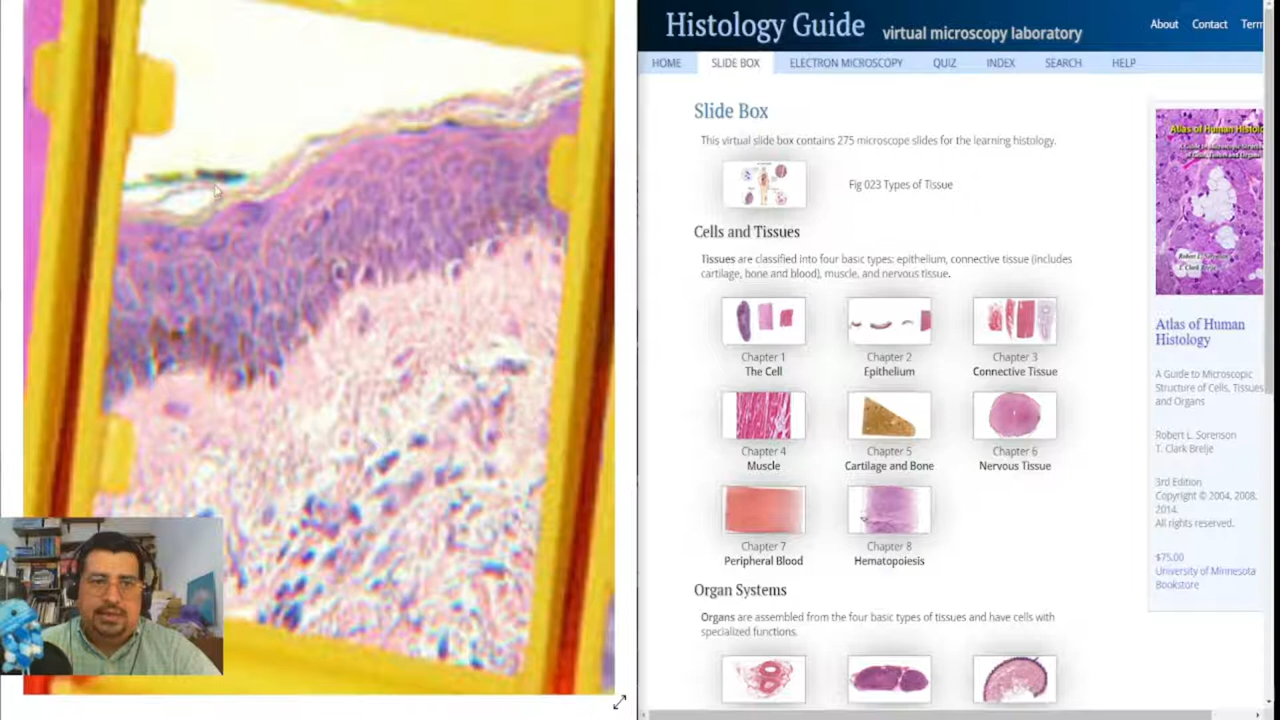 Histology Guide
virtual microscopy laboratory
About
Contact
HOME
SLIDE BOX
ELECTRON MICROSCOPY
QUIZ
INDEX
SEARCH
HELP
Slide Box
This virtual slide box contains 275 microscope slides for the learning histology.
Fig 023 Types of Tissue
Cells and Tissues
Tissues are classified into four basic types: epithelium, connective tissue (includes
cartilage, bone and blood), muscle, and nervous tissue.
Chapter 1
The Cell
Chapter 2
Epithelium
Chapter 3
Connective Tissue
Chapter 4
Muscle
Chapter 5
Cartilage and Bone
Chapter 6
Nervous Tissue
Chapter 7
Peripheral Blood
Chapter 8
Hematopoiesis
Organ Systems
Organs are assembled from the four basic types of tissues and have cells with
specialized functions.
Atlas of Human
Robert L. Sorenson
T. Clark Brelje
Atlas of Human
Histology
A Guide to Microscopic
Structure of Cells, Tissues
and Organs
Robert L. Sorenson
T. Clark Brelje
3rd Edition
Copyright © 2004, 2008,
2014.
All rights reserved.
$75.00
University of Minnesota
Bookstore